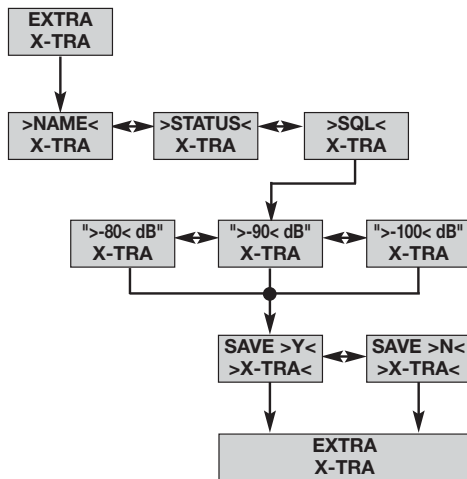 EXTRA
X-TRA
>NAME<
X-TRA
>STATUS<
X-TRA
>SQL<
X-TRA
">-80< dB"
X-TRA
">-90< dB"
X-TRA
">-100< dB"
X-TRA
SAVE >Y<
>X-TRA<
SAVE >N<
>X-TRA<
EXTRA
X-TRA